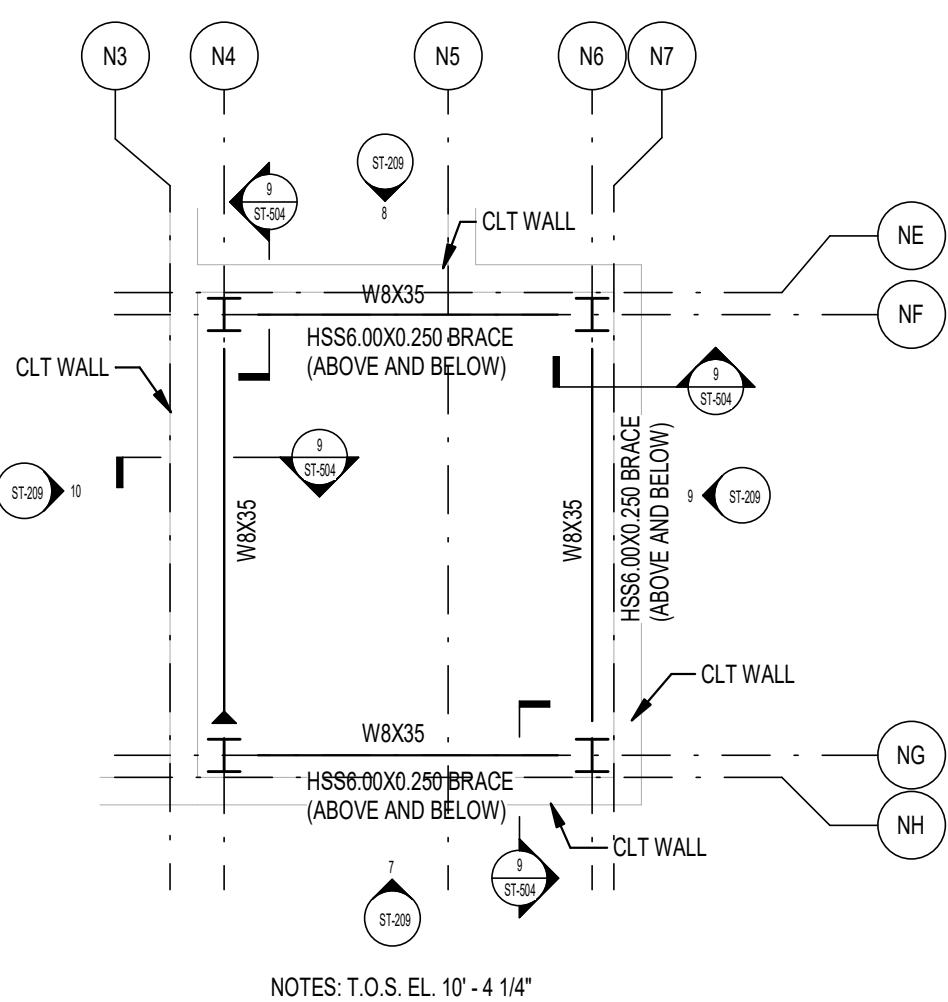 N3
N4
N5
N6
N7
ST-209
8
9
ST-504
CLT WALL
NE
W8X35
NF
HSS6.00X0.250 BRACE
(ABOVE AND BELOW)
CLT WALL
9
ST-504
9
ST-504
ST-209
10
9
ST-209
W8X35
W8X35
HSS6.00X0.250 BRACE
(ABOVE AND BELOW)
CLT WALL
W8X35
NG
HSS6.00X0.250 BRACE
(ABOVE AND BELOW)
NH
CLT WALL
7
ST-209
9
ST-504
NOTES: T.O.S. EL. 10' - 4 1/4"